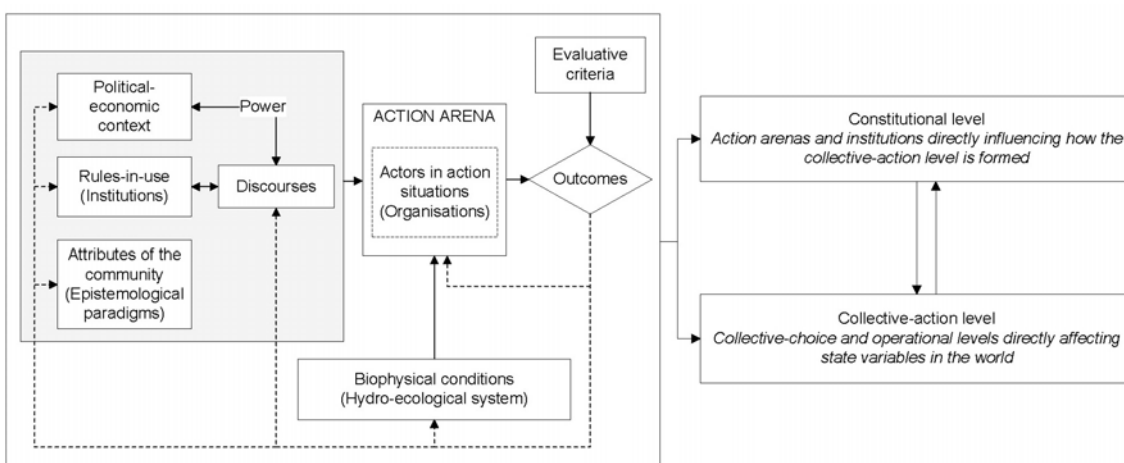 Political-
economic
context
Power
Rules-in-use
(Institutions)
Discourses
Attributes of the
community
(Epistemological
paradigms)
ACTION ARENA
Actors in action
situations
(Organisations)
Evaluative
criteria
Outcomes
Biophysical conditions
(Hydro-ecological system)
Constitutional level
Action arenas and institutions directly influencing how the
collective-action level is formed
Collective-action level
Collective-choice and operational levels directly affecting
state variables in the world